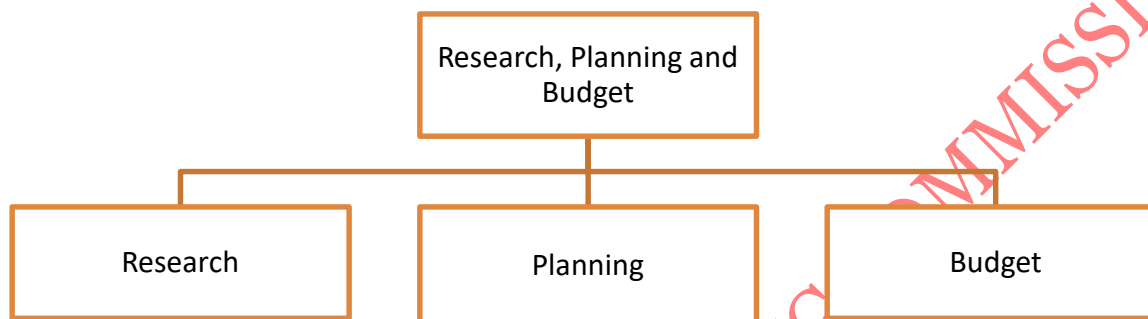 Research, Planning and
Budget
Research
Planning
Budget